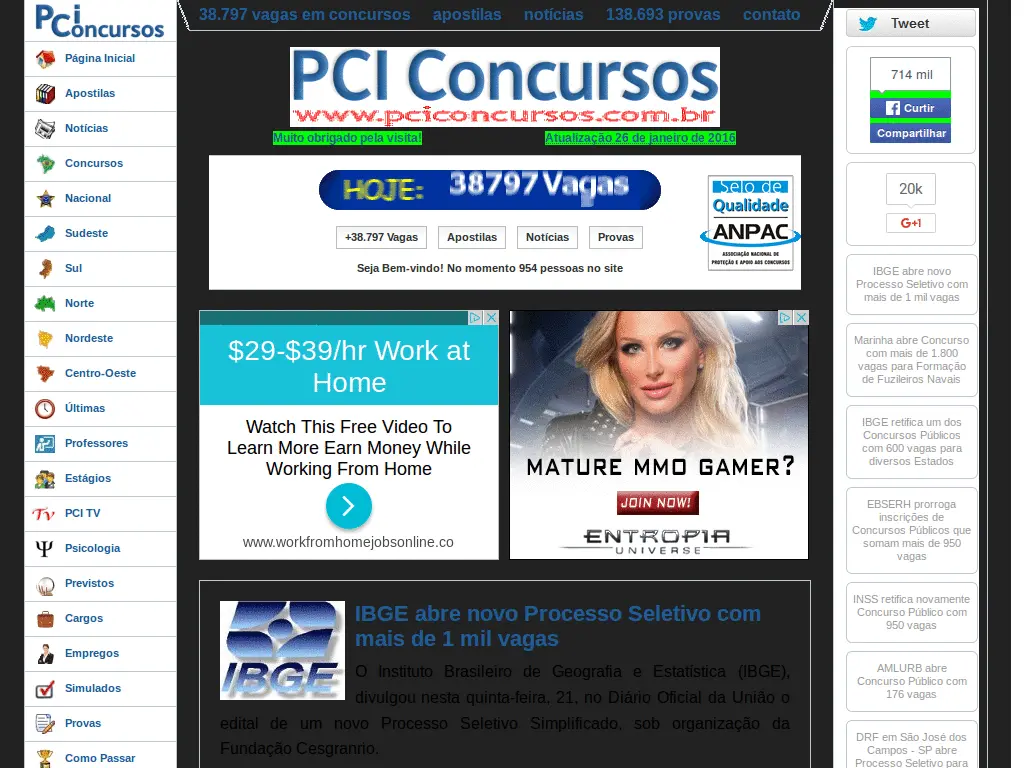 PCi Concursos
Página Inicial
Apostilas
Notícias
Concursos
Nacional
Sudeste
Sul
Norte
Nordeste
Centro-Oeste
Últimas
Professores
Estágios
Tv PCI TV
Ψ Psicologia
Previstos
Cargos
Empregos
Simulados
Provas
Como Passar
38.797 vagas em concursos apostilas notícias 138.693 provas contato
PCI Concursos
www.pciconcursos.com.br
Muito obrigado pela visita! Atualização 26 de janeiro de 2016
HOJE: 38797 Vagas
+38.797 Vagas Apostilas Notícias Provas
Seja Bem-vindo! No momento 954 pessoas no site
Selo de
Qualidade
ANPAC
ASSOCIAÇÃO NACIONAL DE
PROTEÇÃO E APOIO AOS CONCURSOS
$29-$39/hr Work at
Home
Watch This Free Video To
Learn More Earn Money While
Working From Home
www.workfromhomejobsonline.co
MATURE MMO GAMER?
JOIN NOW!
ENTROPIA
UNIVERSE
IBGE
IBGE abre novo Processo Seletivo com
mais de 1 mil vagas
O Instituto Brasileiro de Geografia e Estatística (IBGE),
divulgou nesta quinta-feira, 21, no Diário Oficial da União o
edital de um novo Processo Seletivo Simplificado, sob organização da
Fundação Cesgranrio.
Tweet
714 mil
Curtir
Compartilhar
20k
G+1
IBGE abre novo
Processo Seletivo com
mais de 1 mil vagas
Marinha abre Concurso
com mais de 1.800
vagas para Formação
de Fuzileiros Navais
IBGE retifica um dos
Concursos Públicos
com 600 vagas para
diversos Estados
EBSERH prorroga
inscrições de
Concursos Públicos que
somam mais de 950
vagas
INSS retifica novamente
Concurso Público com
950 vagas
AMLURB abre
Concurso Público com
176 vagas
DRF em São José dos
Campos - SP abre
Processo Seletivo para